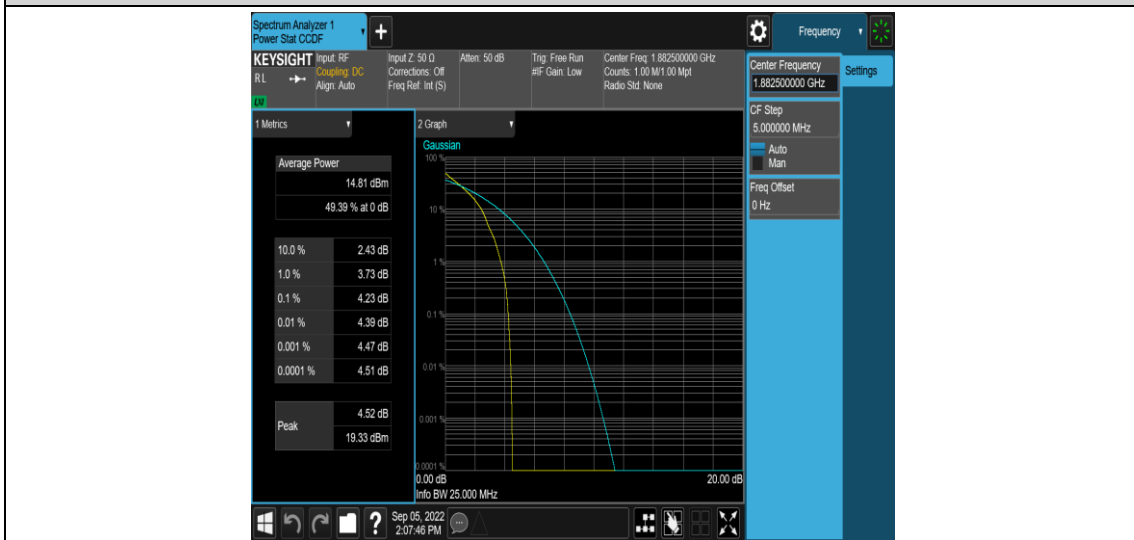 Spectrum Analyzer 1
Power Stat CCDF
+
Frequency
KEYSIGHT
RL
LXI
Input: RF
Coupling: DC
Align: Auto
Input Z: 50 Ω
Corrections: Off
Freq Ref: Int (S)
Atten: 50 dB
Trig: Free Run
#IF Gain: Low
Center Freq: 1.882500000 GHz
Counts: 1.00 M/1.00 Mpt
Radio Std: None
Center Frequency
1.882500000 GHz
Settings
CF Step
5.000000 MHz
Auto
Man
Freq Offset
0 Hz
1 Metrics
Average Power
14.81 dBm
49.39 % at 0 dB
10.0 % 2.43 dB
1.0 % 3.73 dB
0.1 % 4.23 dB
0.01 % 4.39 dB
0.001 % 4.47 dB
0.0001 % 4.51 dB
Peak
4.52 dB
19.33 dBm
2 Graph
Gaussian
100 %
10 %
1 %
0.1 %
0.01 %
0.001 %
0.0001 %
0.00 dB 20.00 dB
Info BW 25.000 MHz
?
Sep 05, 2022
2:07:46 PM